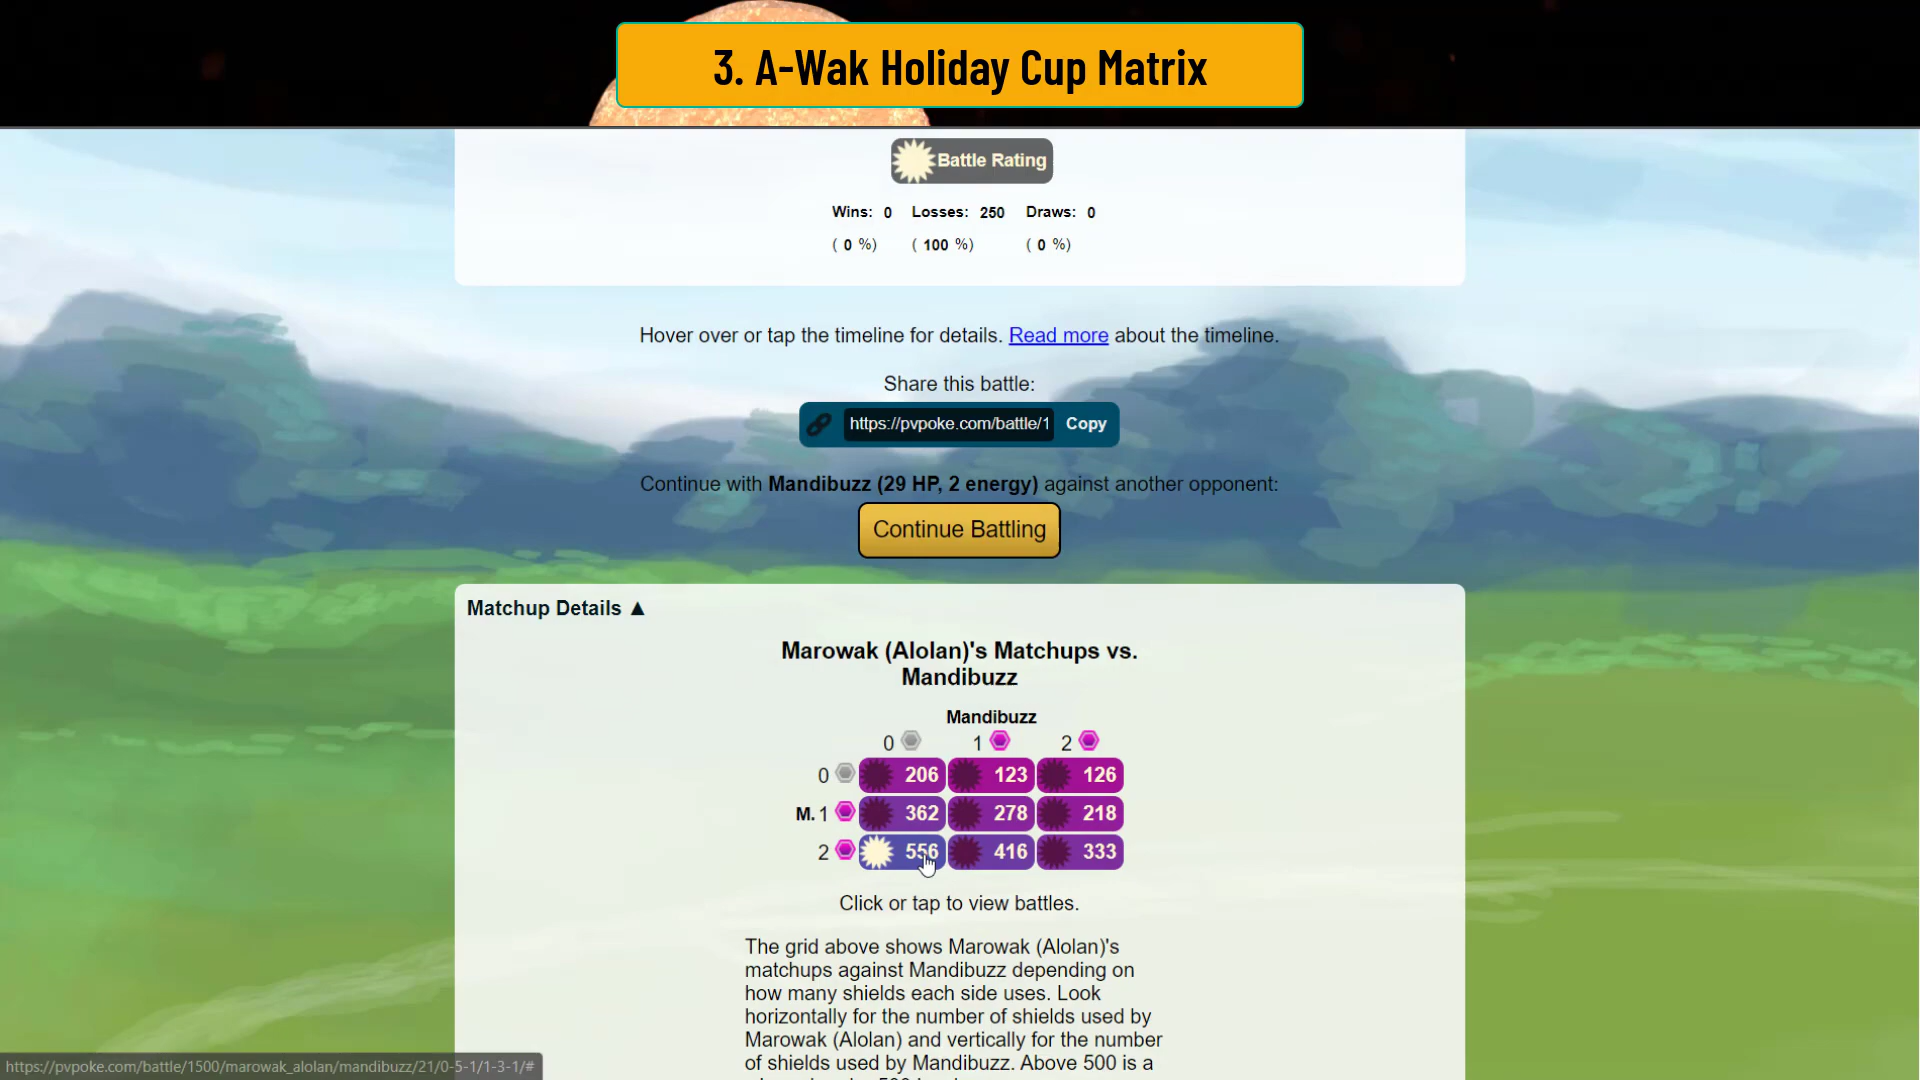 3. A-Wak Holiday Cup Matrix
Battle Rating
Wins: 0 Losses: 250 Draws: 0
( 0 %) ( 100 %) ( 0 %)
Hover over or tap the timeline for details. Read more about the timeline.
Share this battle:
https://pvpoke.com/battle/1 Copy
Continue with Mandibuzz (29 HP, 2 energy) against another opponent:
Continue Battling
Matchup Details ▲
Marowak (Alolan)'s Matchups vs.
Mandibuzz
Mandibuzz
0 1 2
0 206 123 126
M. 1 362 278 218
2 556 416 333
Click or tap to view battles.
The grid above shows Marowak (Alolan)'s
matchups against Mandibuzz depending on
how many shields each side uses. Look
horizontally for the number of shields used by
Marowak (Alolan) and vertically for the number
of shields used by Mandibuzz. Above 500 is a
https://pvpoke.com/battle/1500/marowak_alolan/mandibuzz/21/0-5-1/1-3-1/#